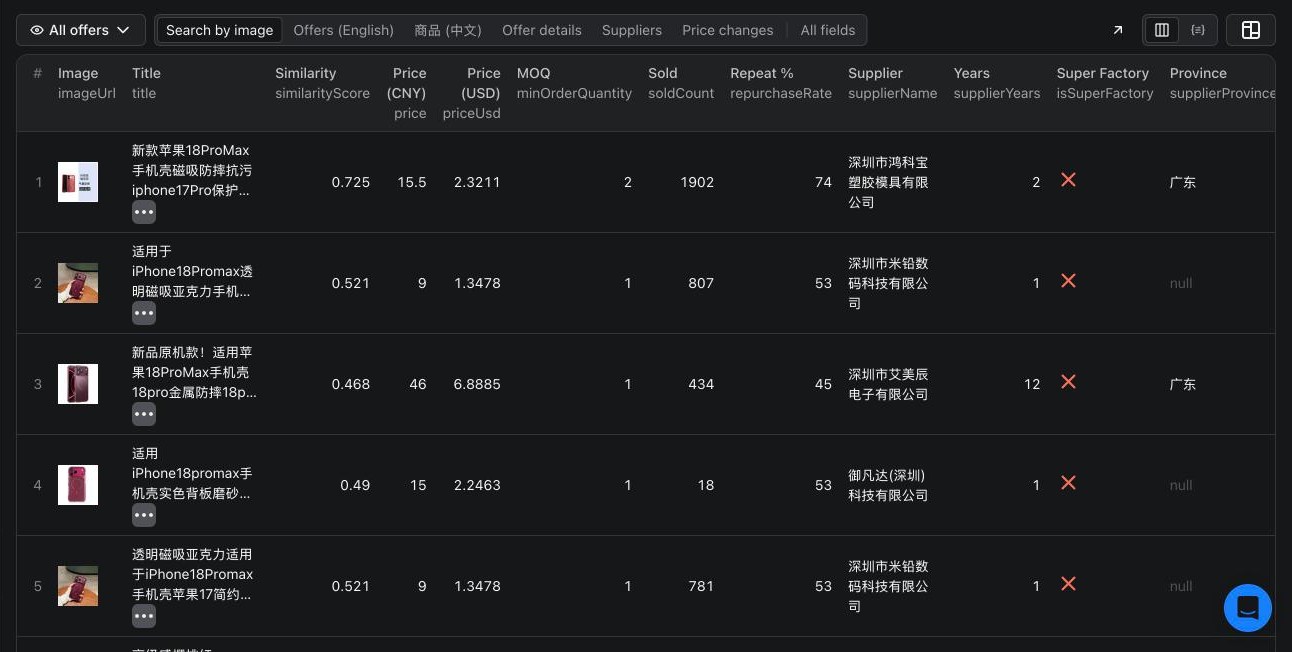 All offers
Search by image
Offers (English)
商品 (中文)
Offer details
Suppliers
Price changes
All fields
#
Image
imageUrl
Title
title
Similarity
similarityScore
Price
(CNY)
price
Price
(USD)
priceUsd
MOQ
minOrderQuantity
Sold
soldCount
Repeat %
repurchaseRate
Supplier
supplierName
Years
supplierYears
Super Factory
isSuperFactory
Province
supplierProvince
1
新款苹果18ProMax
手机壳磁吸防摔抗污
iphone17Pro保护...
0.725
15.5
2.3211
2
1902
74
深圳市鸿科宝
塑胶模具有限
公司
2
广东
2
适用于
iPhone18Promax透
明磁吸亚克力手机...
0.521
9
1.3478
1
807
53
深圳市米铅数
码科技有限公
司
1
null
3
新品原机款！适用苹
果18ProMax手机壳
18pro金属防摔18p...
0.468
46
6.8885
1
434
45
深圳市艾美辰
电子有限公司
12
广东
4
适用
iPhone18promax手
机壳实色背板磨砂...
0.49
15
2.2463
1
18
53
御凡达(深圳)
科技有限公司
1
null
5
透明磁吸亚克力适用
于iPhone18Promax
手机壳苹果17简约...
0.521
9
1.3478
1
781
53
深圳市米铅数
码科技有限公
司
1
null